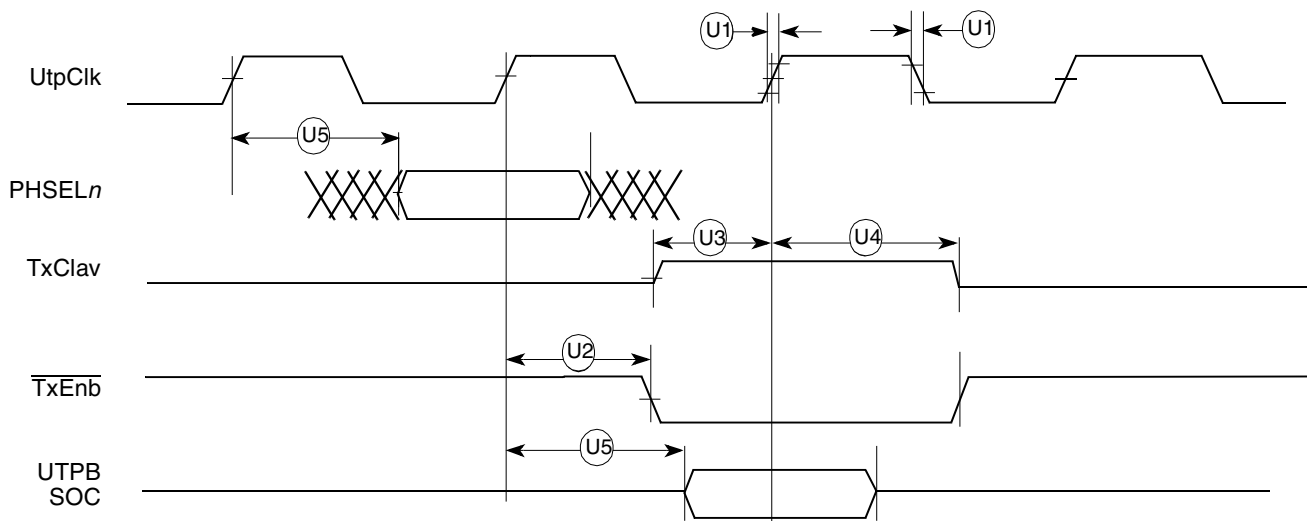 U1
U1
UtpClk
U5
PHSELn
U3
U4
TxClav
U2
TxEnb
U5
UTPB
SOC